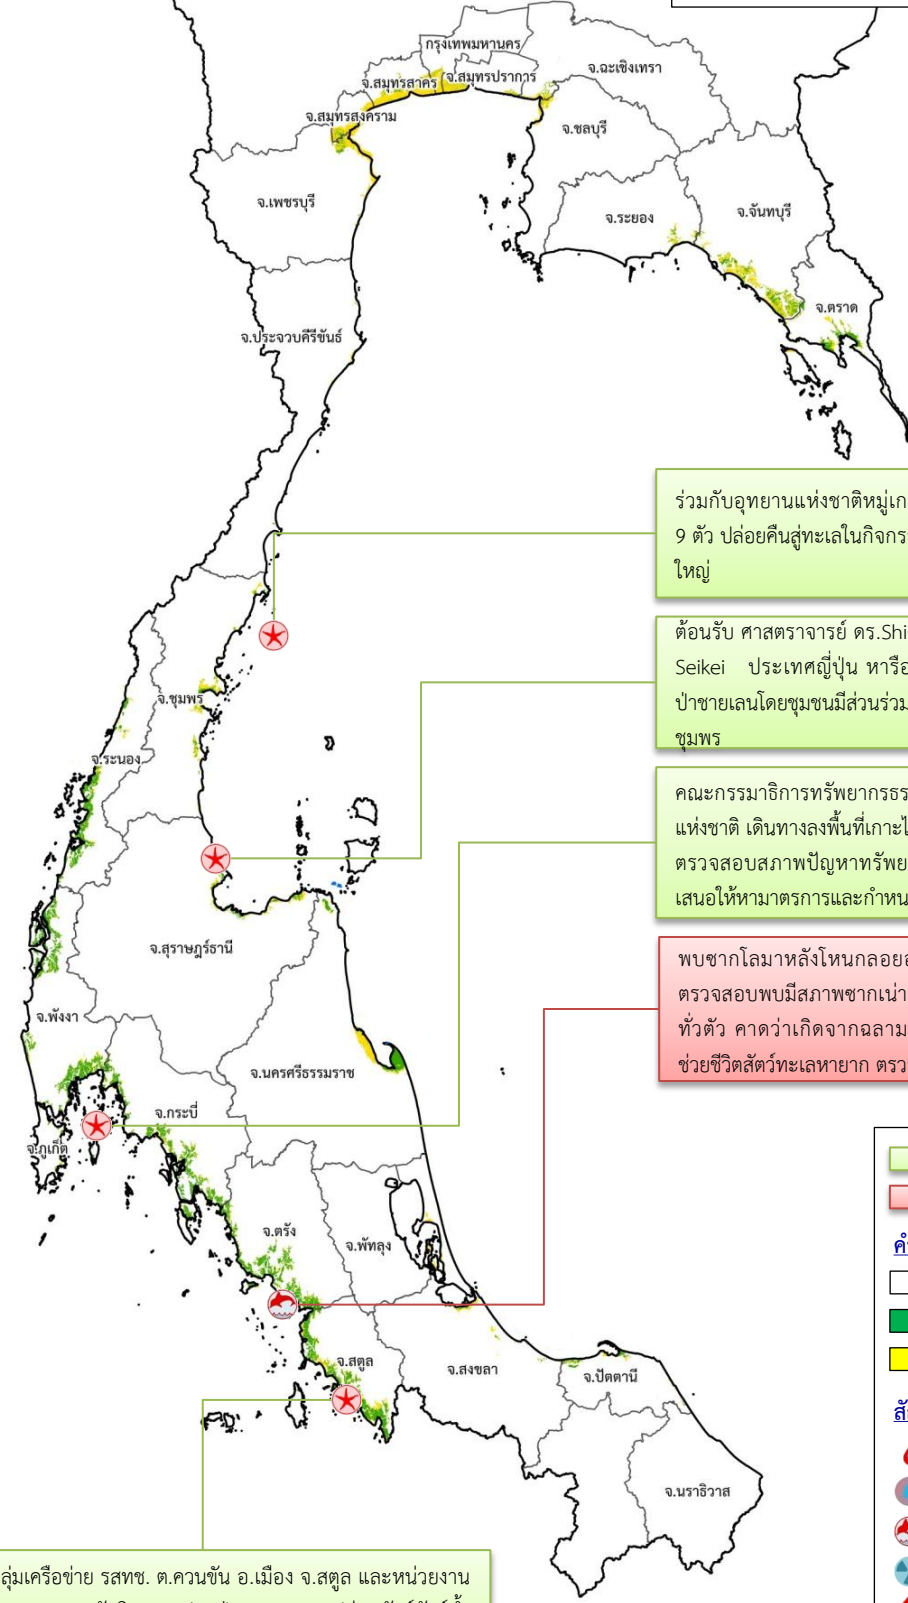 กรุงเทพมหานคร
จ.ฉะเชิงเทรา
จ.สมุทรสาคร
จ.สมุทรปราการ
จ.สมุทรสงคราม
จ.ชลบุรี
จ.เพชรบุรี
จ.ระยอง
จ.จันทบุรี
จ.ตราด
จ.ประจวบคีรีขันธ์
ร่วมกับอุทยานแห่งชาติหมู่เก
9 ตัว ปล่อยคืนสู่ทะเลในกิจกร
ใหญ่
ต้อนรับ ศาสตราจารย์ ดร.Shi
Seikei ประเทศญี่ปุ่น หารือ
ป่าชายเลนโดยชุมชนมีส่วนร่วม
ชุมพร
จ.ชุมพร
จ.ระนอง
คณะกรรมาธิการทรัพยากรธร
แห่งชาติ เดินทางลงพื้นที่เกาะไ
ตรวจสอบสภาพปัญหาทรัพย
เสนอให้หามาตรการและกำหน
จ.สุราษฎร์ธานี
พบซากโลมาหลังโหนกลอย
ตรวจสอบพบมีสภาพซากเน่า
ทั่วตัว คาดว่าเกิดจากฉลาม
ช่วยชีวิตสัตว์ทะเลหายาก ตรว
จ.พังงา
จ.นครศรีธรรมราช
จ.กระบี่
จ.ภูเก็ต
จ.ตรัง
จ.พัทลุง
จ.สตูล
จ.สงขลา
จ.ปัตตานี
จ.นราธิวาส
ลุ่มเครือข่าย รสทช. ต.ควนขัน อ.เมือง จ.สตูล และหน่วยงาน